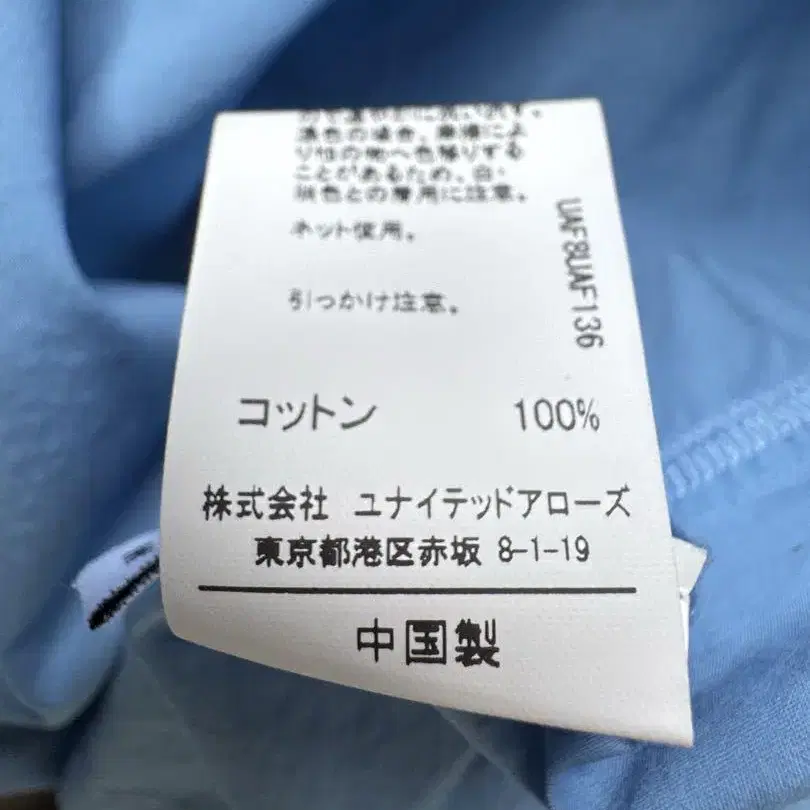 濃色の場合、摩擦によ
り他の物へ色移りする
ことがあるため、白・
淡色との着用に注意。
ネット使用。
引っかけ注意。
UAF8UAF136
コットン 100%
株式会社 ユナイテッドアローズ
東京都港区赤坂 8-1-19
中国製